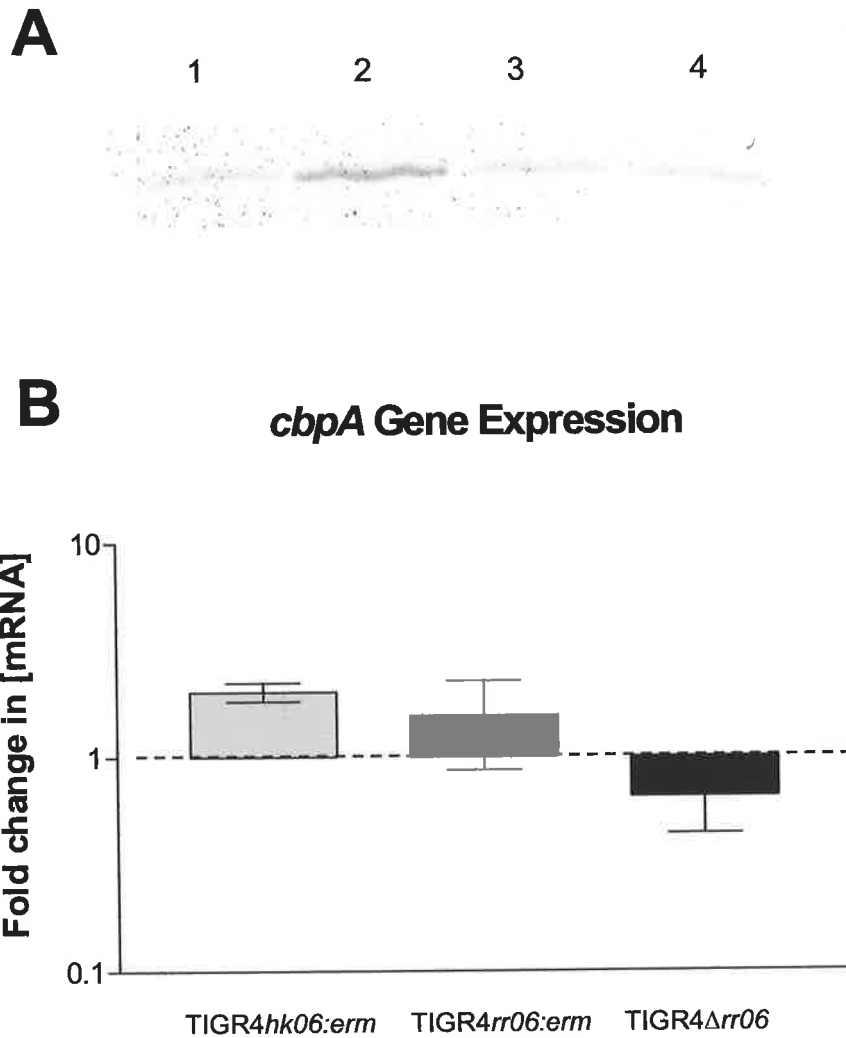 A
1 2 3 4
B
cbpA Gene Expression
Fold change in [mRNA]
10
1
0.1
TIGR4hk06:erm TIGR4rr06:erm TIGR4Δrr06